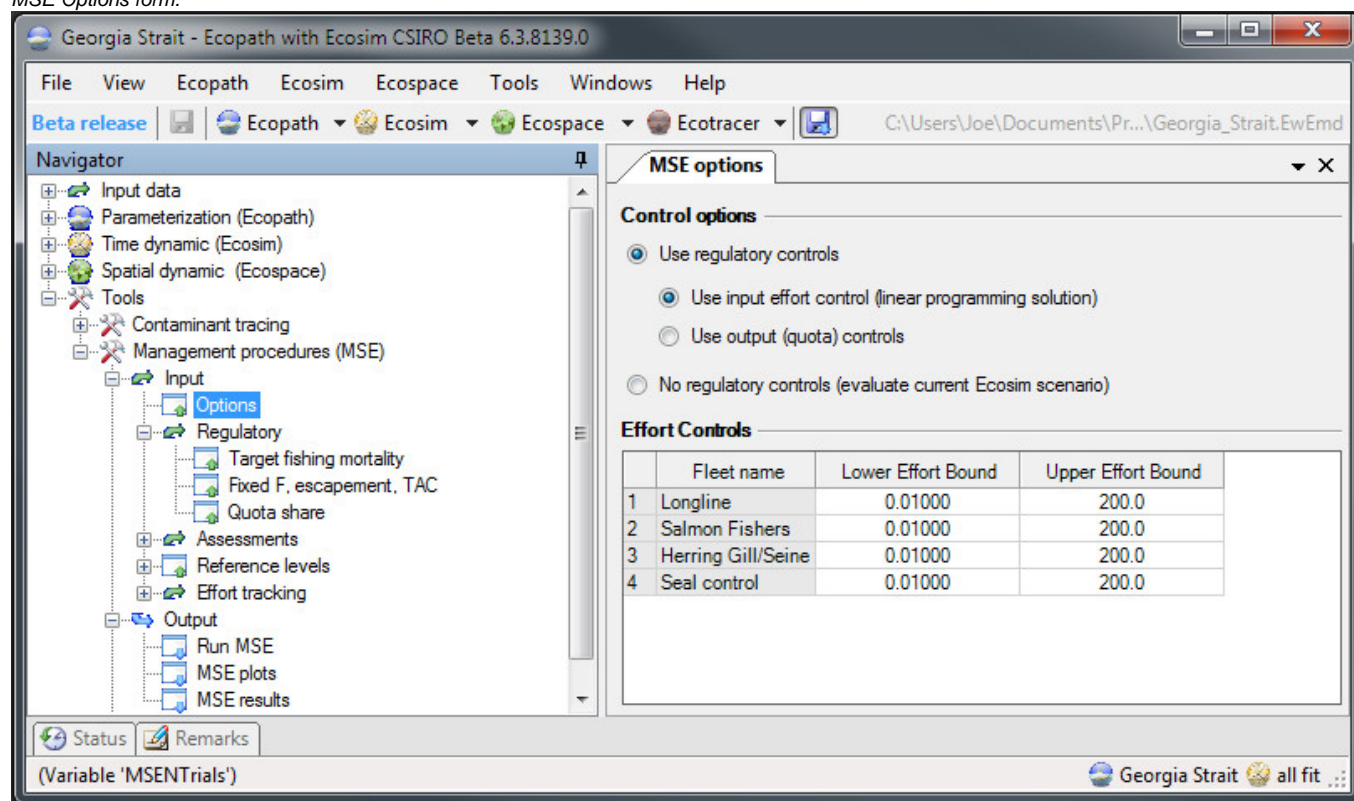 MSE Options form.
Georgia Strait - Ecopath with Ecosim CSIRO Beta 6.3.8139.0
File View Ecopath Ecosim Ecospace Tools Windows Help
Beta release Ecopath Ecosim Ecospace Ecotracer C:\Users\Joe\Documents\Pr...\Georgia_Strait.EwEmd
Navigator
Input data
Parameterization (Ecopath)
Time dynamic (Ecosim)
Spatial dynamic (Ecospace)
Tools
Contaminant tracing
Management procedures (MSE)
Input
Options
Regulatory
Target fishing mortality
Fixed F, escapement, TAC
Quota share
Assessments
Reference levels
Effort tracking
Output
Run MSE
MSE plots
MSE results
MSE options
Control options
Use regulatory controls
Use input effort control (linear programming solution)
Use output (quota) controls
No regulatory controls (evaluate current Ecosim scenario)
Effort Controls
Fleet name Lower Effort Bound Upper Effort Bound
1 Longline 0.01000 200.0
2 Salmon Fishers 0.01000 200.0
3 Herring Gill/Seine 0.01000 200.0
4 Seal control 0.01000 200.0
Status Remarks
(Variable 'MSENTrials') Georgia Strait all fit